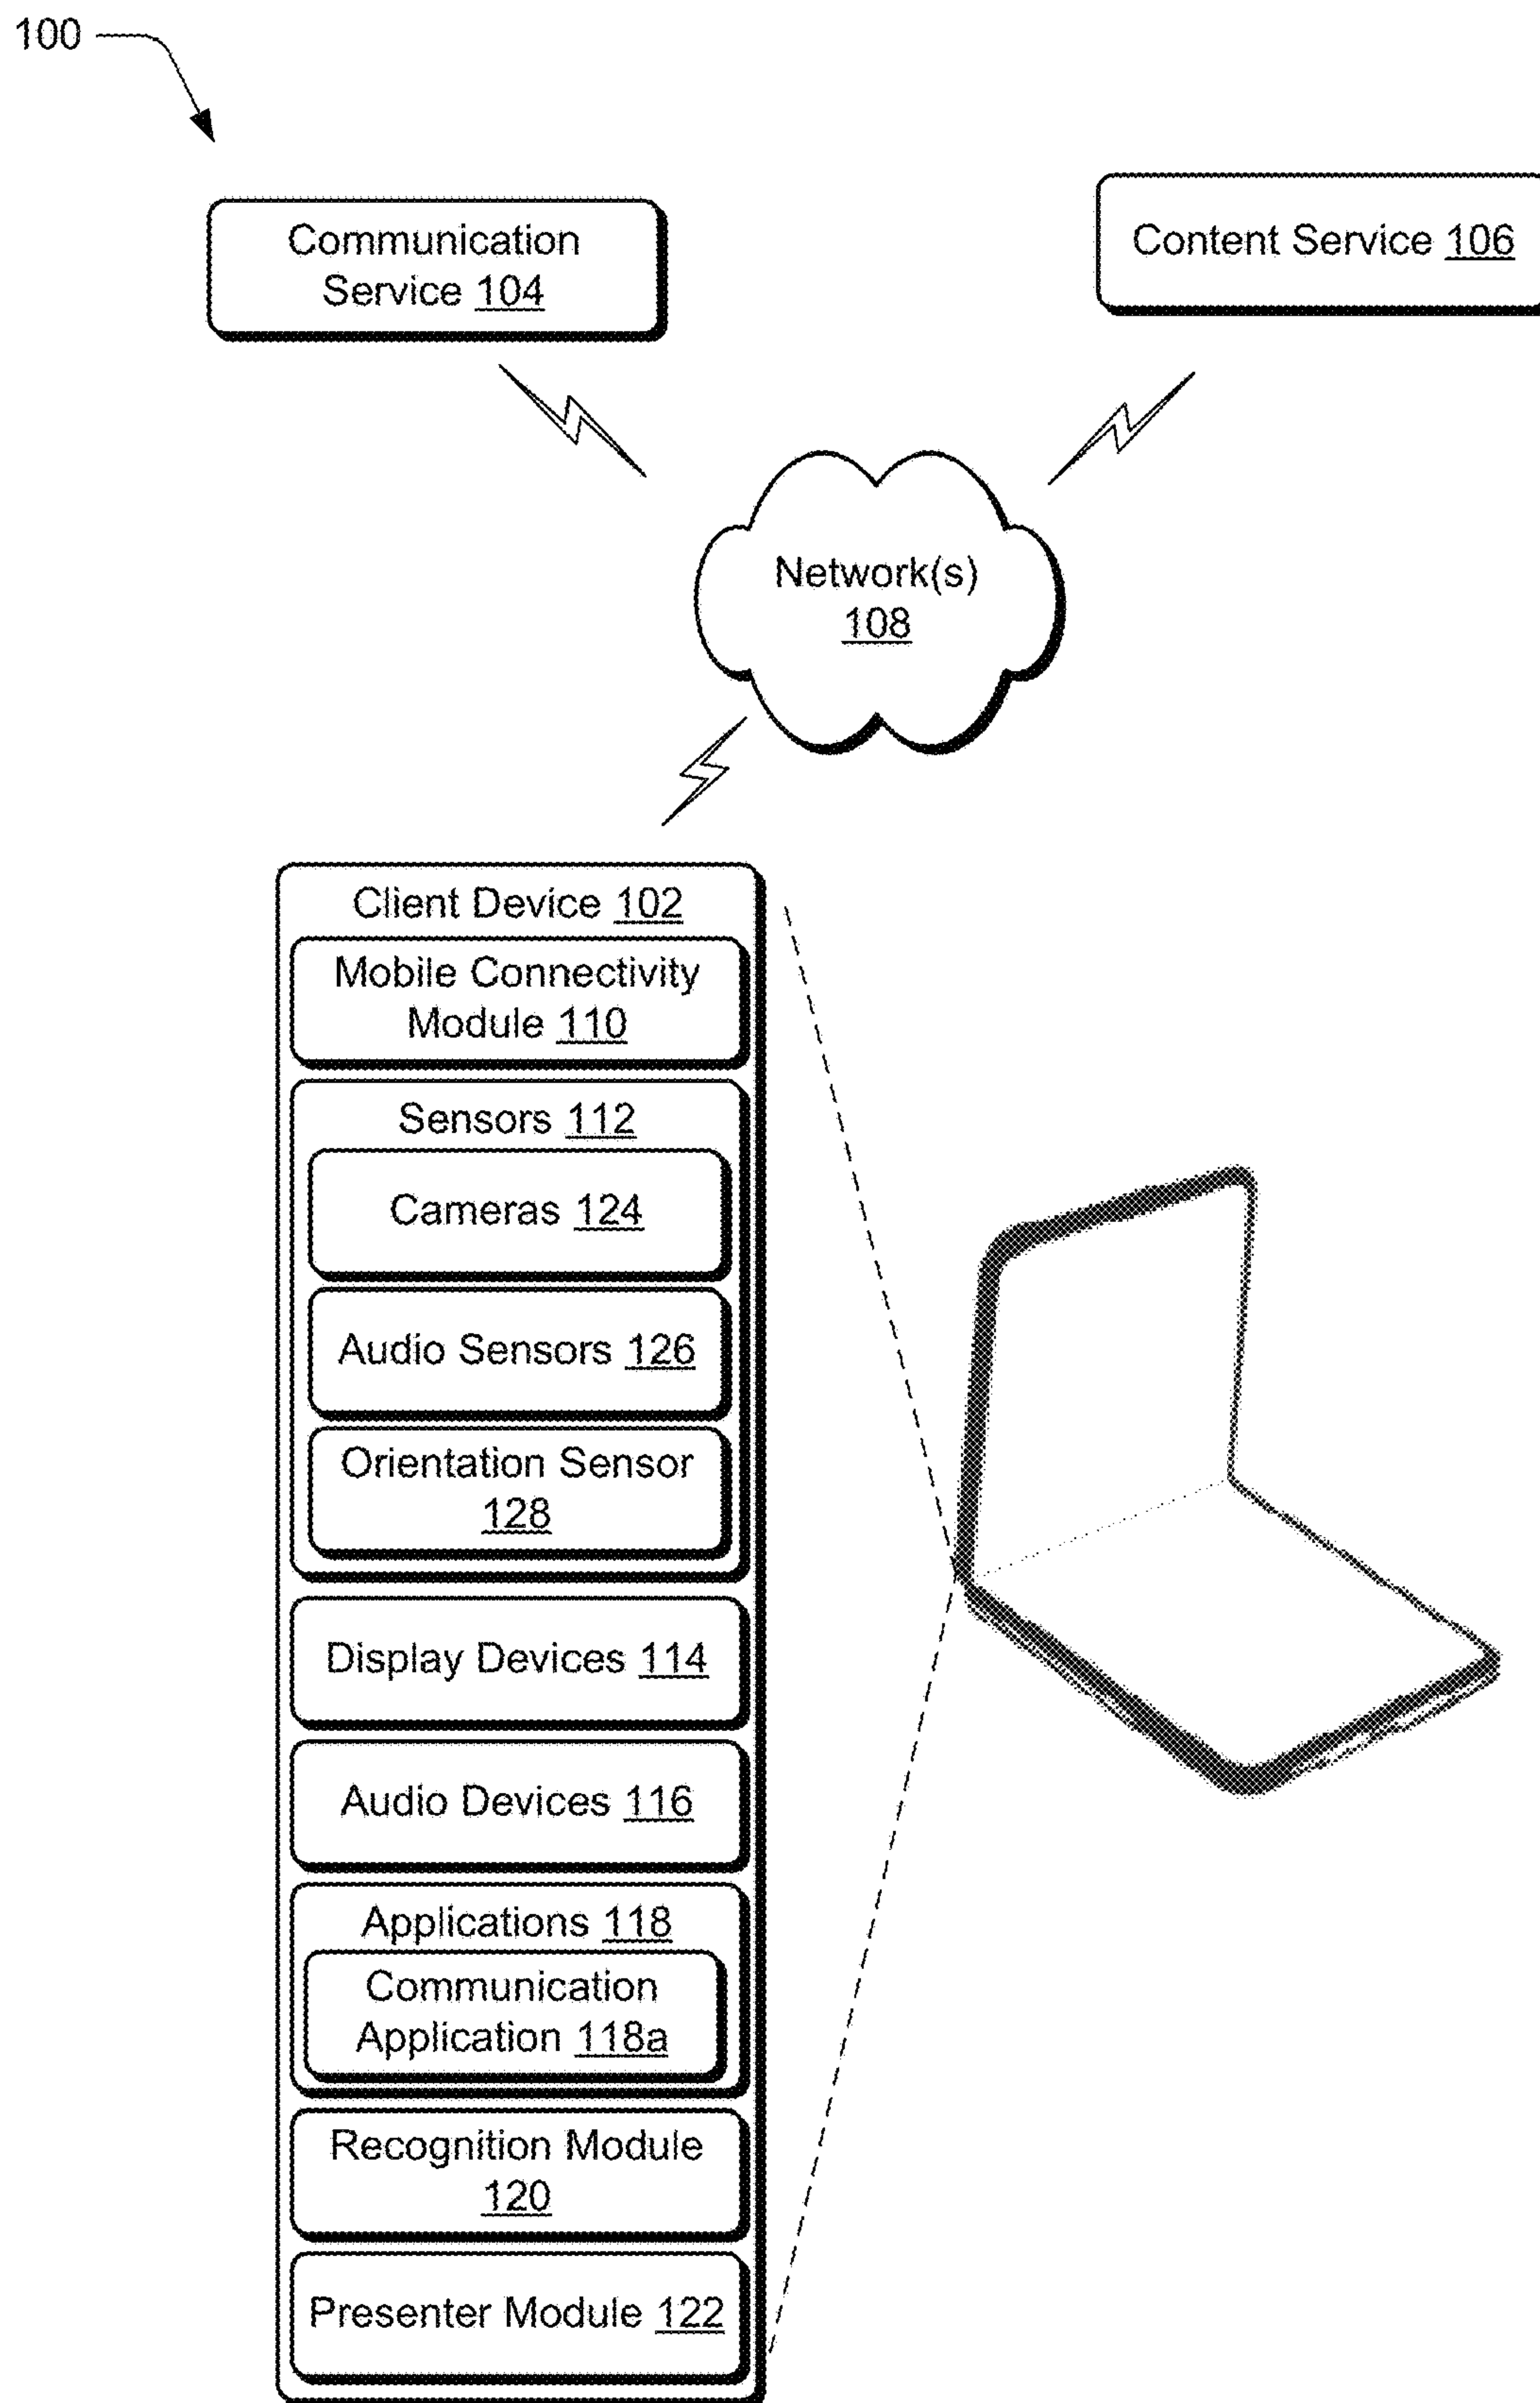 100
Communication
Service 104
Content Service 106
Network(s)
108
Client Device 102
Mobile Connectivity
Module 110
Sensors 112
Cameras 124
Audio Sensors 126
Orientation Sensor
128
Display Devices 114
Audio Devices 116
Applications 118
Communication
Application 118a
Recognition Module
120
Presenter Module 122